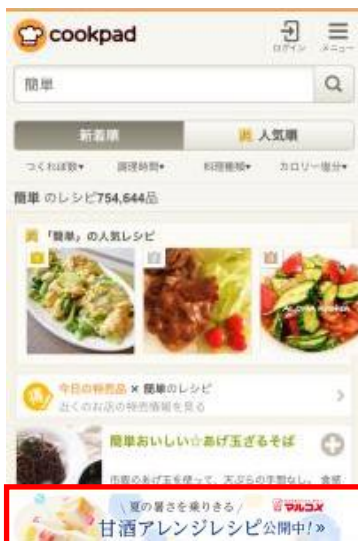 cookpad
ログイン
メニュー
簡単
新着順
人気順
つくれぽ数▾ 調理時間▾ 料理種類▾ カロリー塩分▾
簡単 のレシピ754,644品
「簡単」の人気レシピ
今日の特売品 × 簡単のレシピ
近くのお店の特売情報を見る
簡単おいしい☆あげ玉ざるそば
市販のあげ玉を使って、天ぷらの手間なし。食感
夏の暑さを乗りきる
マルコメ
甘酒アレンジレシピ公開中!»